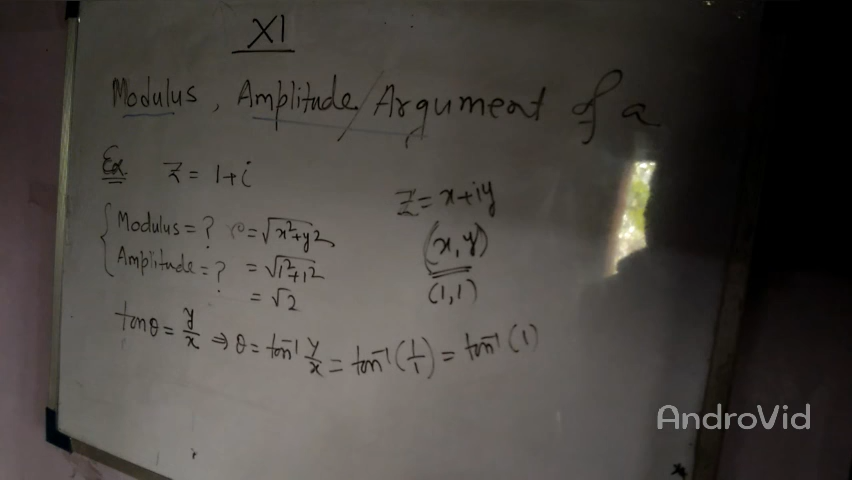 XI
Modulus, Amplitude/Argument of a
Ex. z = 1+i
z = x+iy
(x, y)
(1,1)
Modulus = ? r = √x²+y²
Amplitude = ? = √1²+1²
= √2
tanθ = y/x ⇒ θ = tan⁻¹ y/x = tan⁻¹(1/1) = tan⁻¹(1)
AndroVid